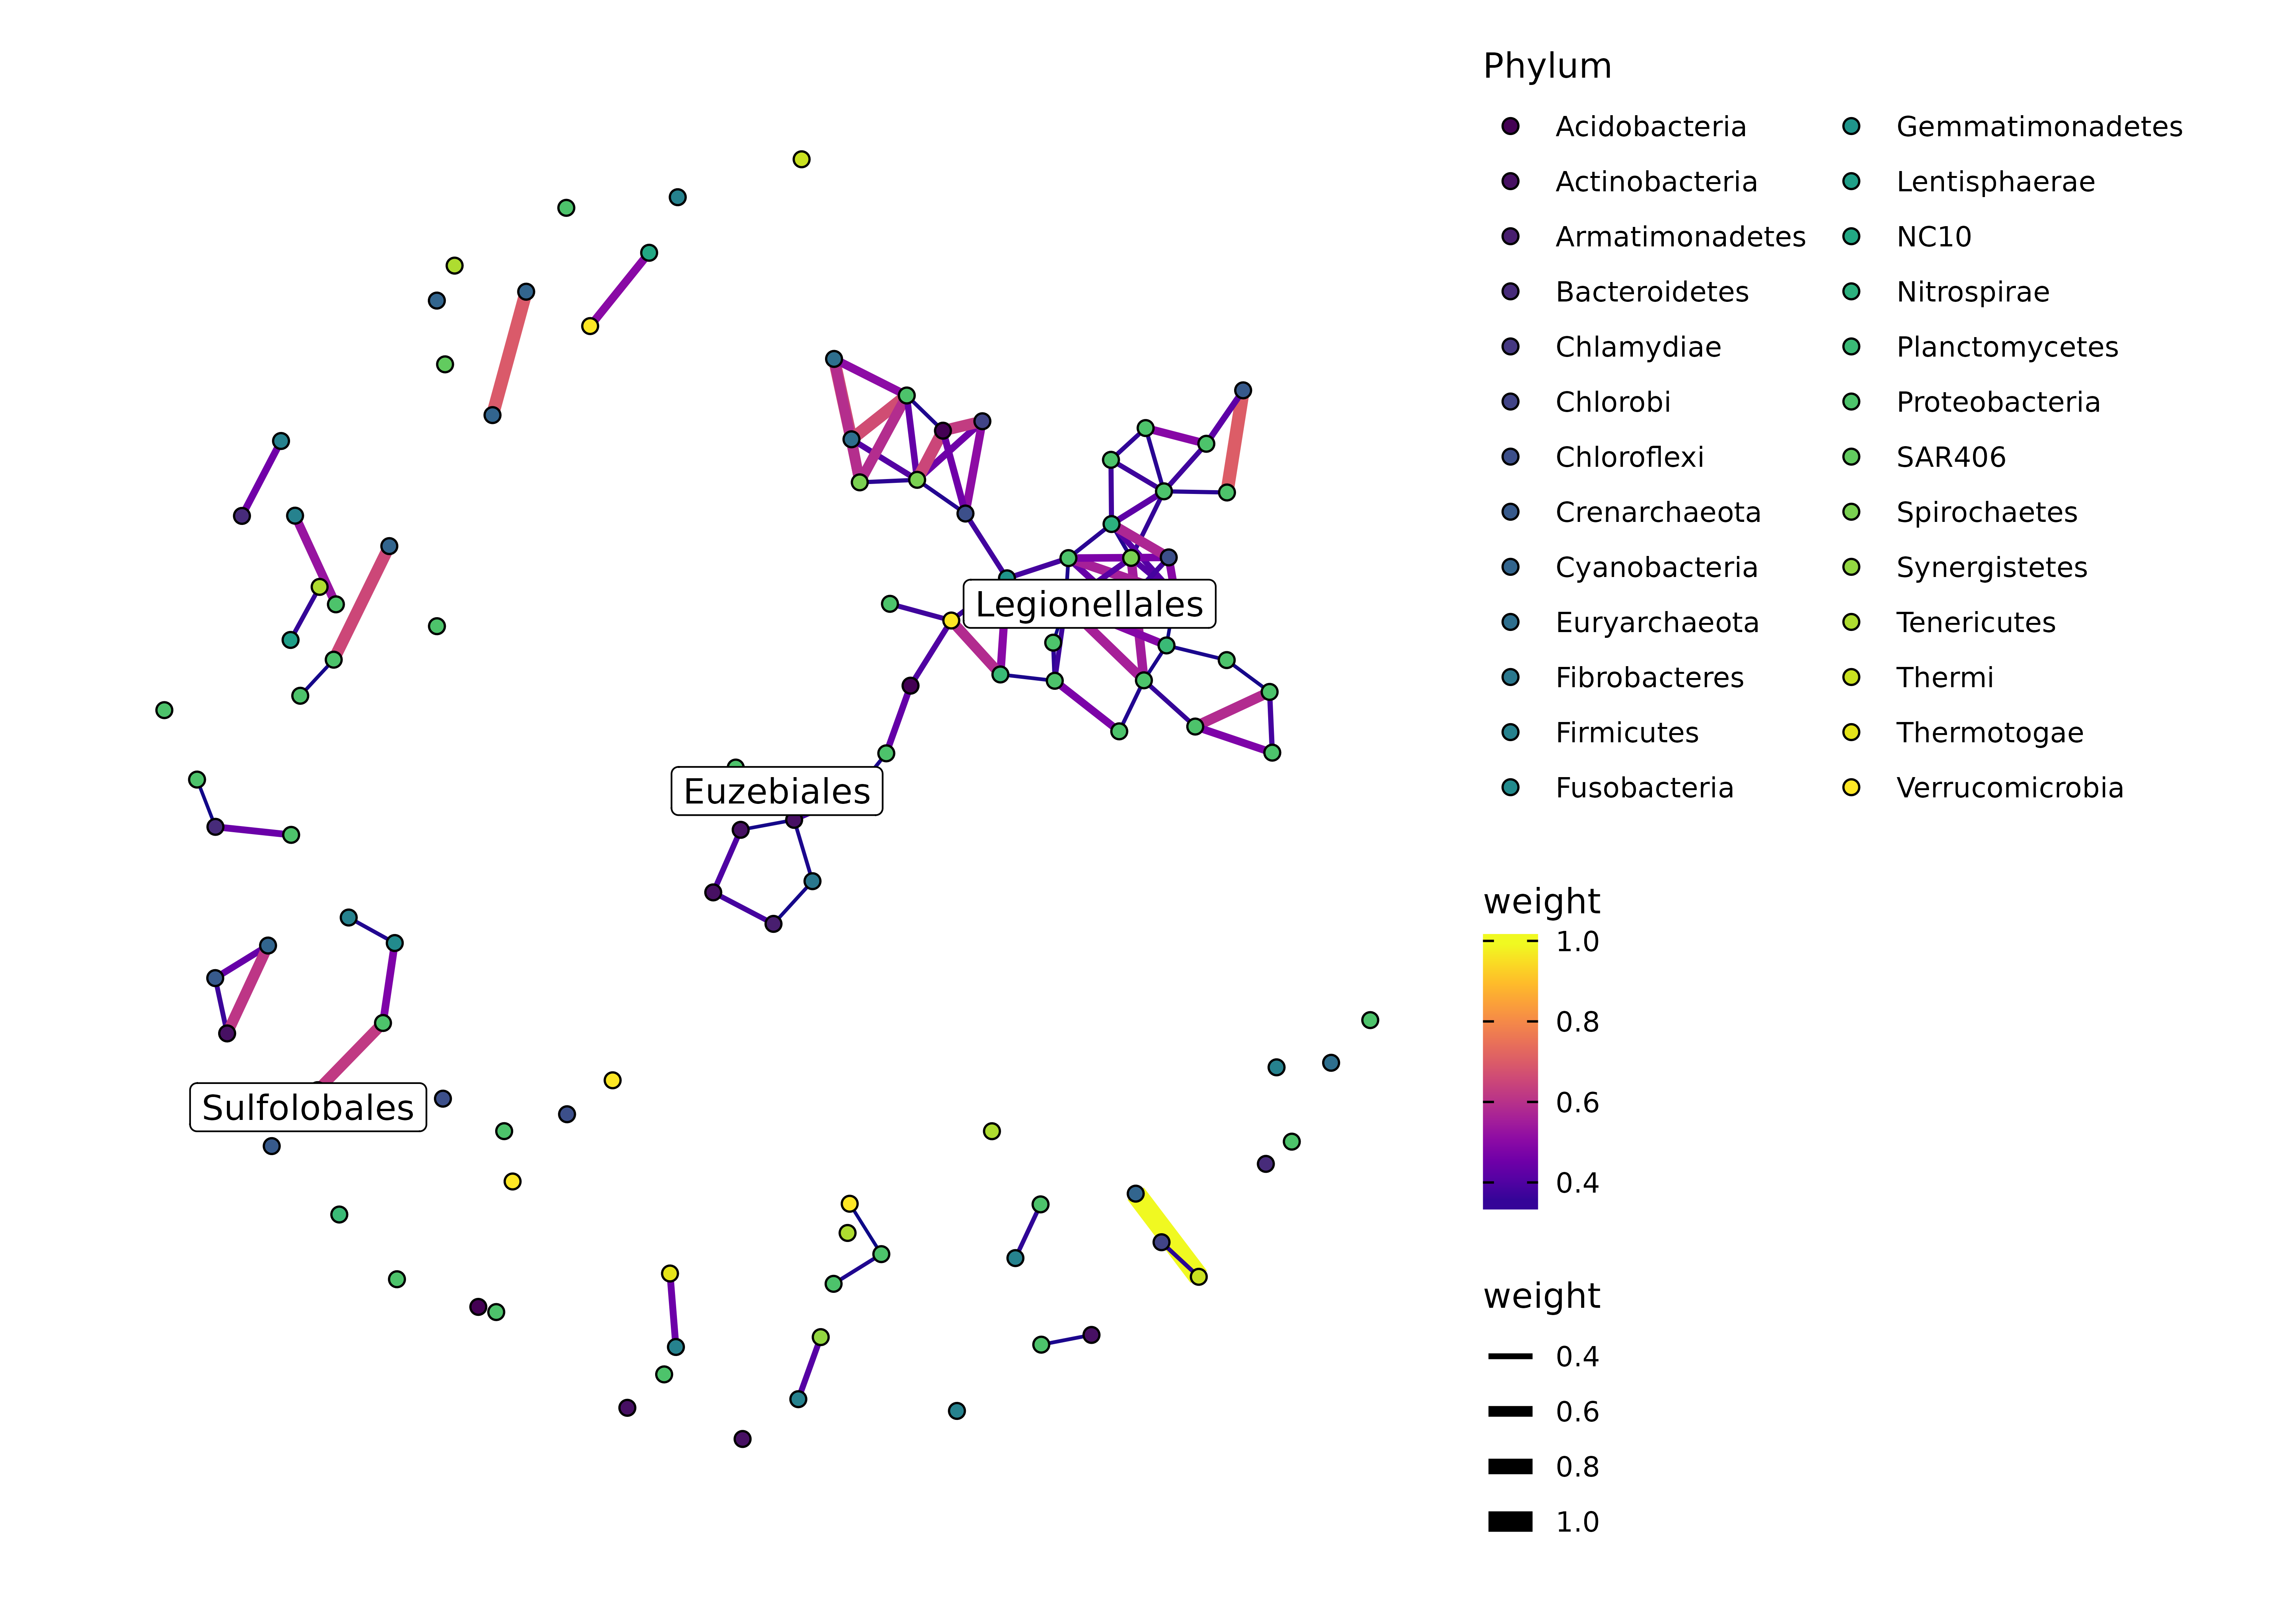 Phylum
Acidobacteria
Actinobacteria
Armatimonadetes
Bacteroidetes
Chlamydiae
Chlorobi
Chloroflexi
Crenarchaeota
Cyanobacteria
Euryarchaeota
Fibrobacteres
Firmicutes
Fusobacteria
Gemmatimonadetes
Lentisphaerae
NC10
Nitrospirae
Planctomycetes
Proteobacteria
SAR406
Spirochaetes
Synergistetes
Tenericutes
Thermi
Thermotogae
Verrucomicrobia
Legionellales
Euzebiales
Sulfolobales
weight
1.0
0.8
0.6
0.4
weight
0.4
0.6
0.8
1.0